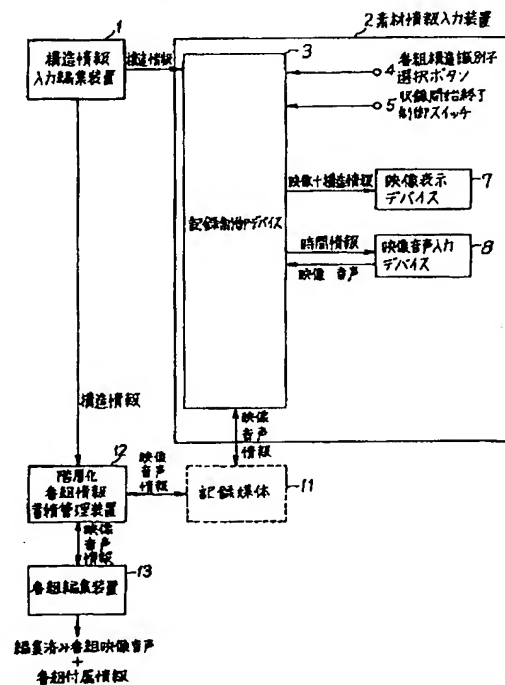 2 素材情報入力装置
1
構造情報
入力編集装置
構造情報
3
4
番組構造識別子
選択ボタン
5
収録開始終了
制御スイッチ
記録制御デバイス
映像+構造情報
7
映像表示
デバイス
時間情報
映像 音声
8
映像音声入力
デバイス
構造情報
映像
音声
情報
12
階層化
番組情報
蓄積管理装置
映像
音声
情報
11
記録媒体
映像
音声
情報
13
番組編集装置
編集済み番組映像音声
+
番組付属情報